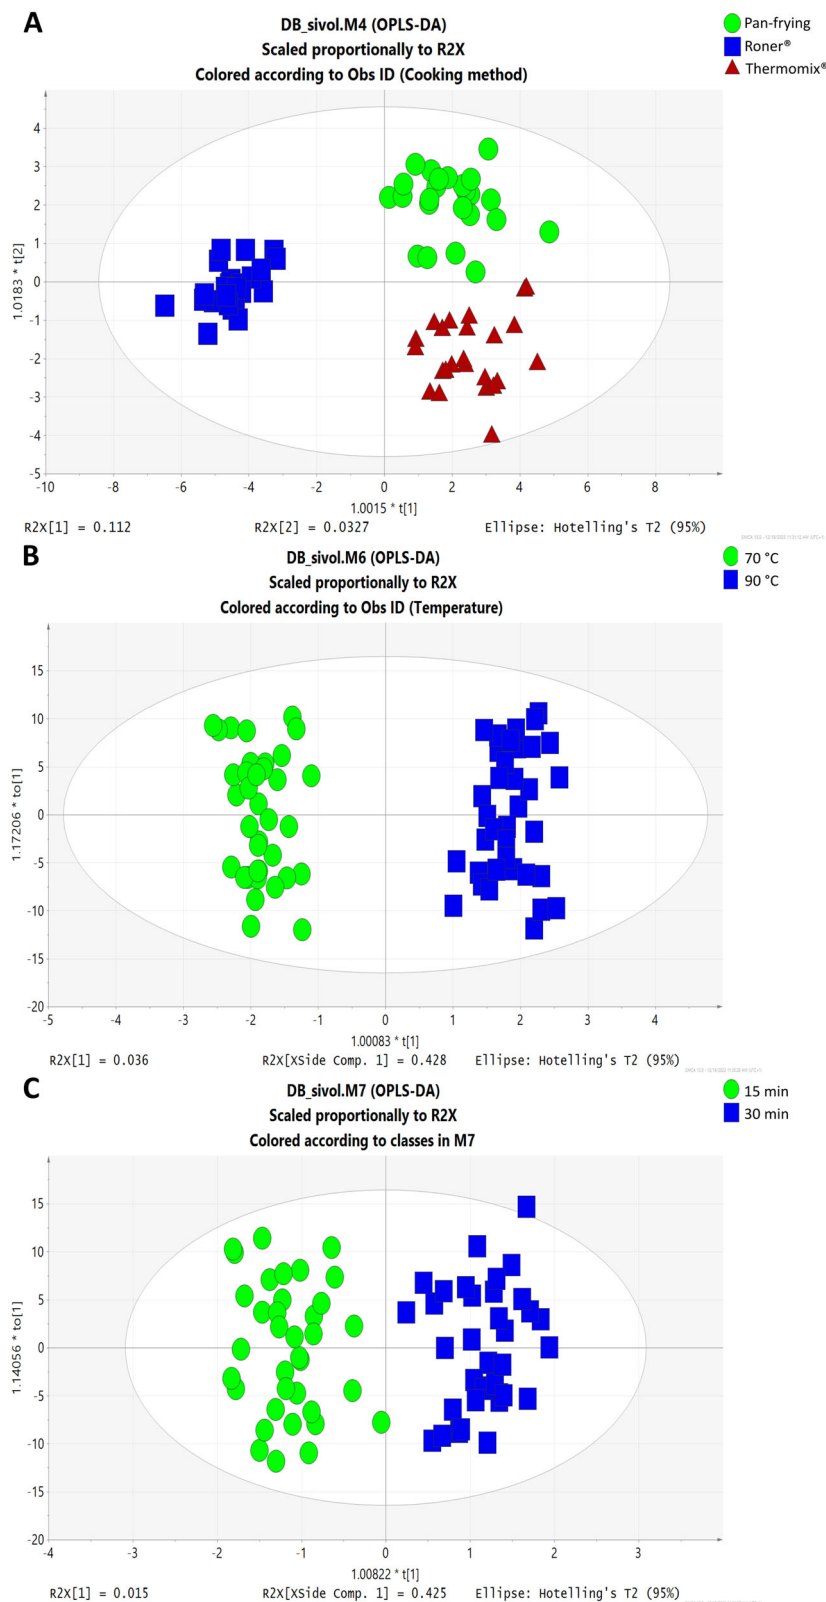 A
DB_sivol.M4 (OPLS-DA)
Scaled proportionally to R2X
Colored according to Obs ID (Cooking method)
Pan-frying
Roner®
Thermomix®
1.0183 * t[2]
4
3
2
1
0
-1
-2
-3
-4
-5
-10
-8
-6
-4
-2
0
2
4
6
8
1.0015 * t[1]
R2X[1] = 0.112
R2X[2] = 0.0327
Ellipse: Hotelling's T2 (95%)
B
DB_sivol.M6 (OPLS-DA)
Scaled proportionally to R2X
Colored according to Obs ID (Temperature)
70 °C
90 °C
1.17206 * to[1]
15
10
5
0
-5
-10
-15
-20
-5
-4
-3
-2
-1
0
1
2
3
4
1.00083 * t[1]
R2X[1] = 0.036
R2X[XSide Comp. 1] = 0.428
Ellipse: Hotelling's T2 (95%)
C
DB_sivol.M7 (OPLS-DA)
Scaled proportionally to R2X
Colored according to classes in M7
15 min
30 min
1.14056 * to[1]
15
10
5
0
-5
-10
-15
-20
-4
-3
-2
-1
0
1
2
3
1.00822 * t[1]
R2X[1] = 0.015
R2X[XSide Comp. 1] = 0.425
Ellipse: Hotelling's T2 (95%)